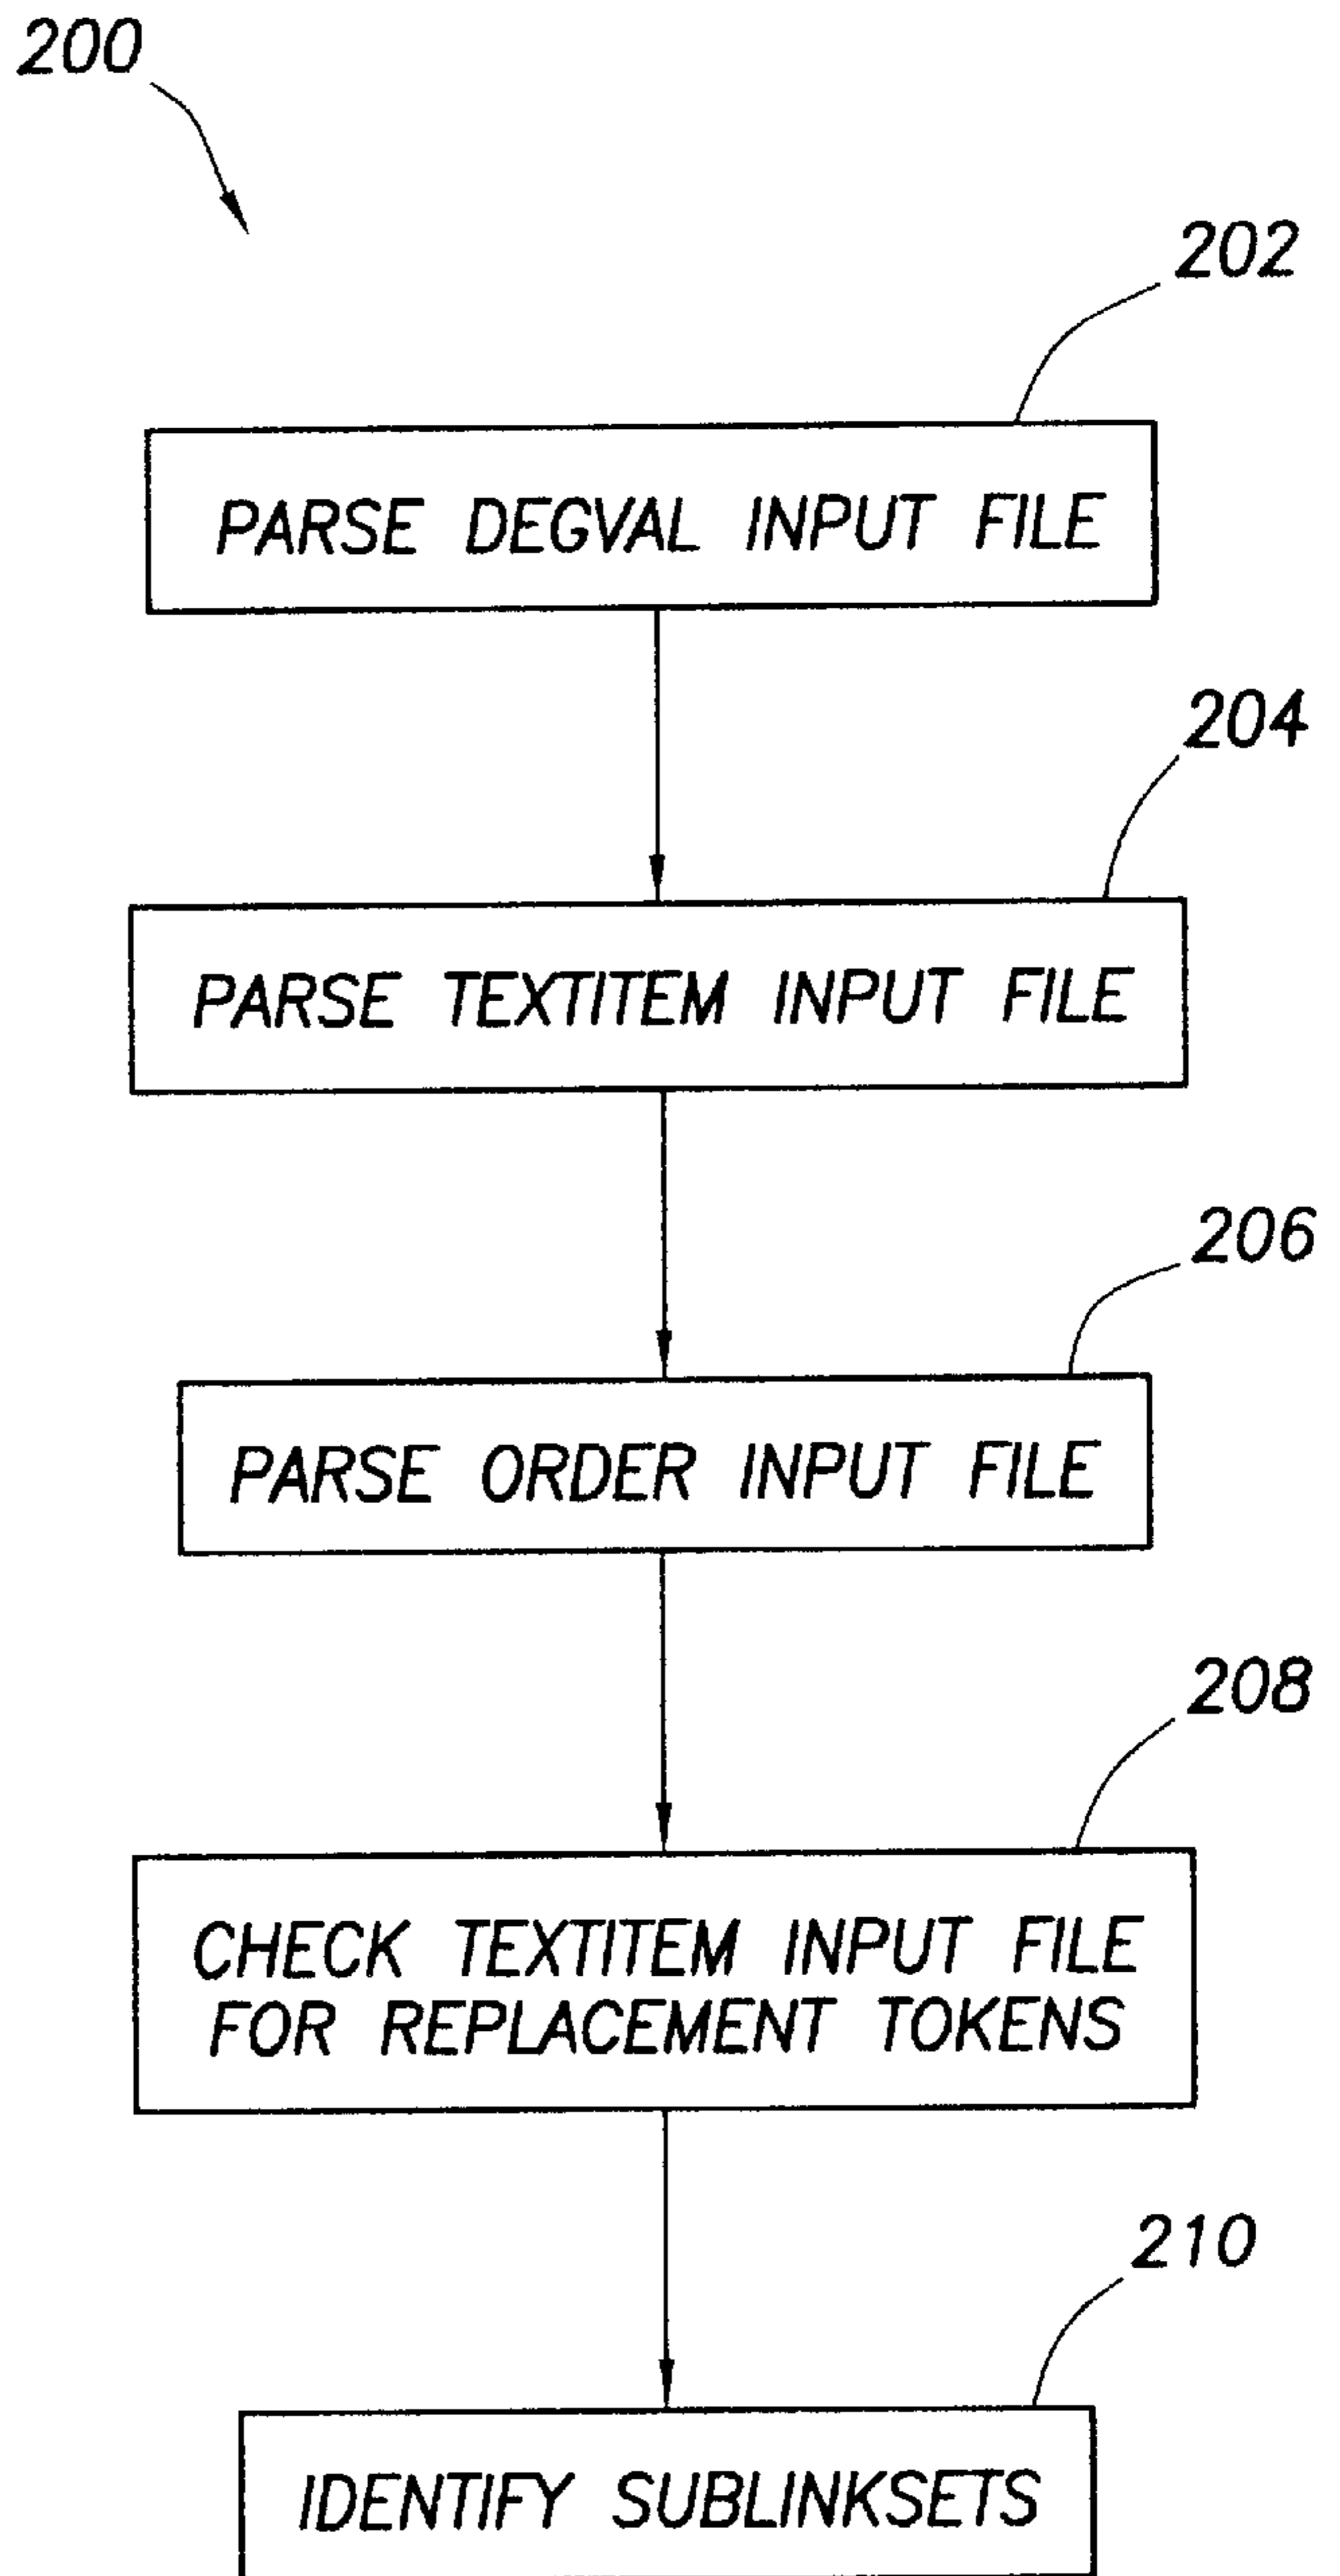 200
202
PARSE DEGVAL INPUT FILE
204
PARSE TEXTITEM INPUT FILE
206
PARSE ORDER INPUT FILE
208
CHECK TEXTITEM INPUT FILE
FOR REPLACEMENT TOKENS
210
IDENTIFY SUBLINKSETS